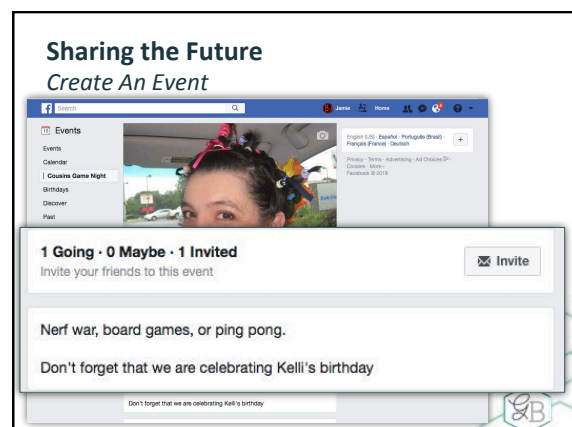 Sharing the Future
Create An Event
Search
Jamie
Home
Events
Events
Calendar
Cousins Game Night
Birthdays
Discover
Past
English (US) · Español · Português (Brasil) ·
Français (France) · Deutsch
Privacy · Terms · Advertising · Ad Choices ·
Cookies · More ·
Facebook © 2018
1 Going · 0 Maybe · 1 Invited
Invite your friends to this event
Invite
Nerf war, board games, or ping pong.
Don't forget that we are celebrating Kelli's birthday
Don't forget that we are celebrating Kelli's birthday
GB